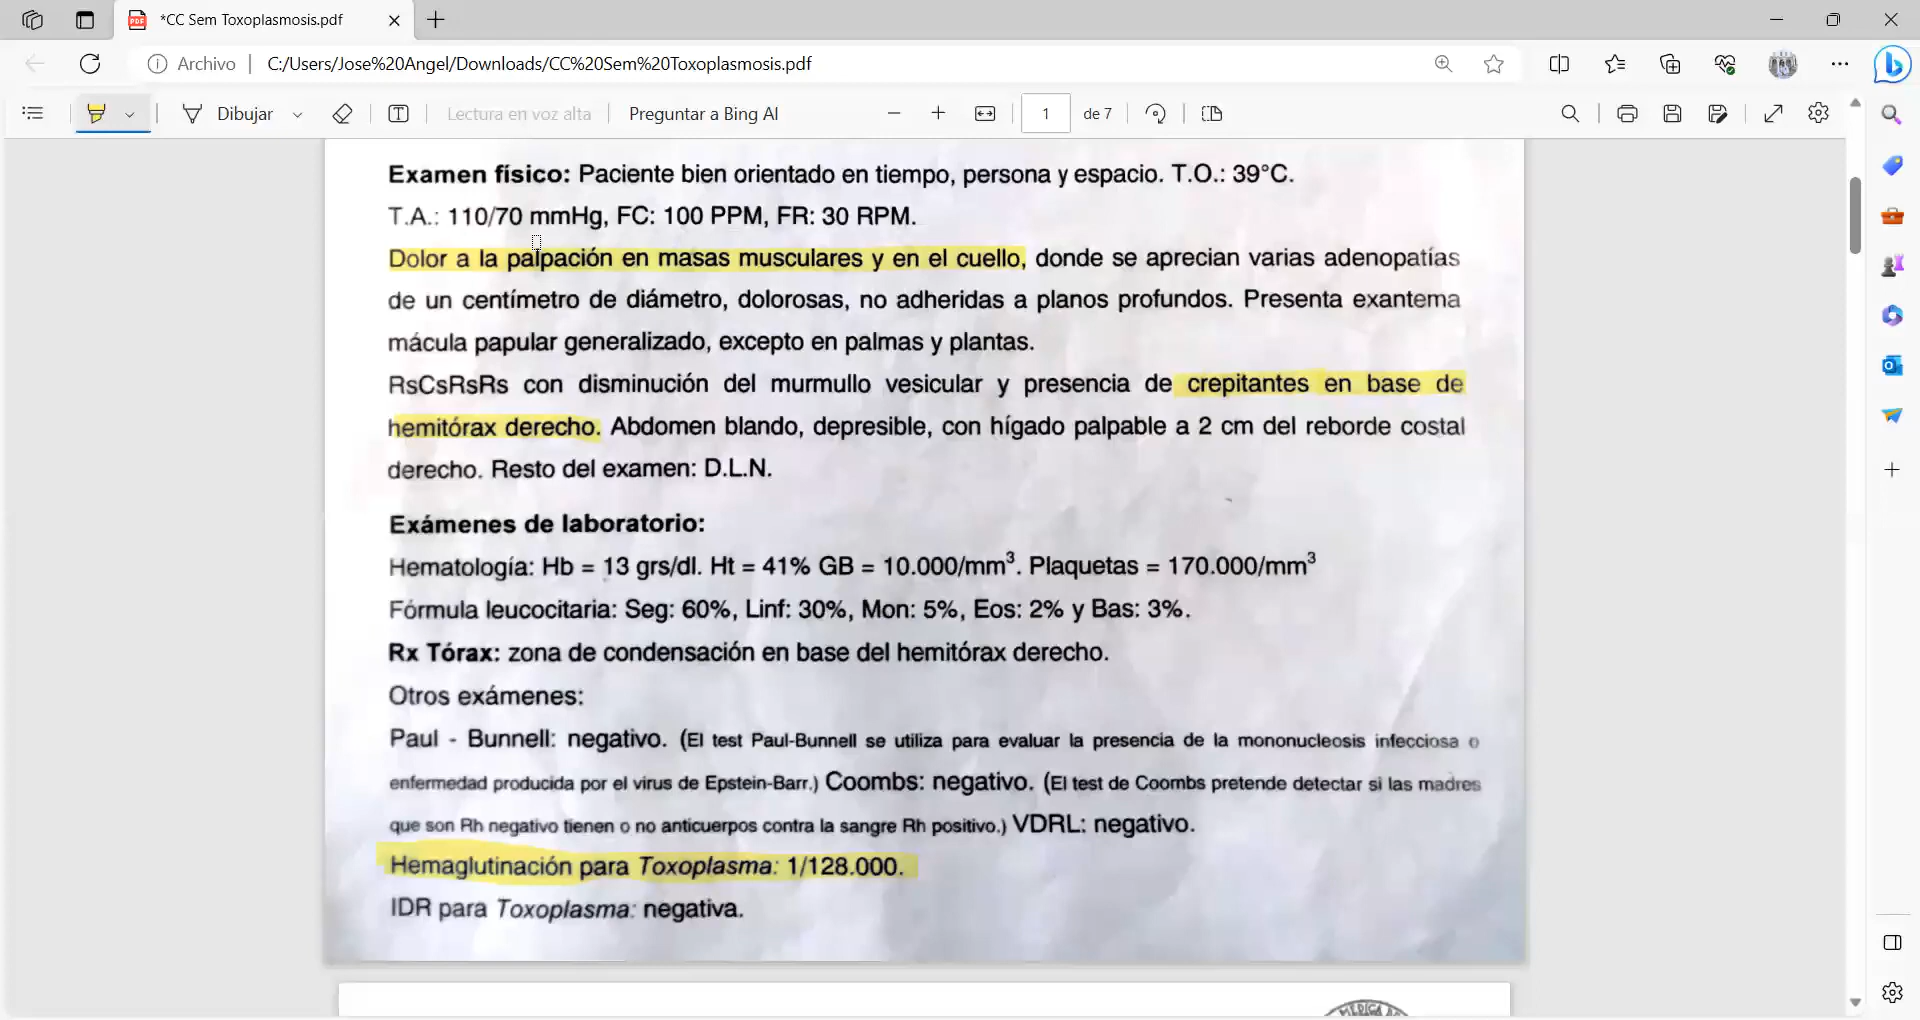 *CC Sem Toxoplasmosis.pdf
Archivo
C:/Users/Jose%20Angel/Downloads/CC%20Sem%20Toxoplasmosis.pdf
Dibujar
Lectura en voz alta
Preguntar a Bing AI
1 de 7
Examen físico: Paciente bien orientado en tiempo, persona y espacio. T.O.: 39°C.
T.A.: 110/70 mmHg, FC: 100 PPM, FR: 30 RPM.
Dolor a la palpación en masas musculares y en el cuello, donde se aprecian varias adenopatías
de un centímetro de diámetro, dolorosas, no adheridas a planos profundos. Presenta exantema
mácula papular generalizado, excepto en palmas y plantas.
RsCsRsRs con disminución del murmullo vesicular y presencia de crepitantes en base de
hemitórax derecho. Abdomen blando, depresible, con hígado palpable a 2 cm del reborde costal
derecho. Resto del examen: D.L.N.
Exámenes de laboratorio:
Hematología: Hb = 13 grs/dl. Ht = 41% GB = 10.000/mm³. Plaquetas = 170.000/mm³
Fórmula leucocitaria: Seg: 60%, Linf: 30%, Mon: 5%, Eos: 2% y Bas: 3%.
Rx Tórax: zona de condensación en base del hemitórax derecho.
Otros exámenes:
Paul - Bunnell: negativo. (El test Paul-Bunnell se utiliza para evaluar la presencia de la mononucleosis infecciosa o
enfermedad producida por el virus de Epstein-Barr.) Coombs: negativo. (El test de Coombs pretende detectar si las madres
que son Rh negativo tienen o no anticuerpos contra la sangre Rh positivo.) VDRL: negativo.
Hemaglutinación para Toxoplasma: 1/128.000.
IDR para Toxoplasma: negativa.